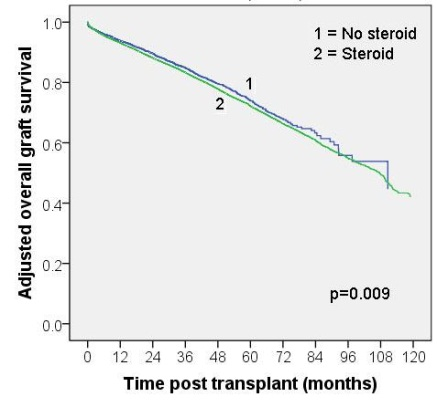 1 = No steroid
2 = Steroid
1.0
0.8
0.6
0.4
0.2
0.0
Adjusted overall graft survival
1
2
p=0.009
0 12 24 36 48 60 72 84 96 108 120
Time post transplant (months)